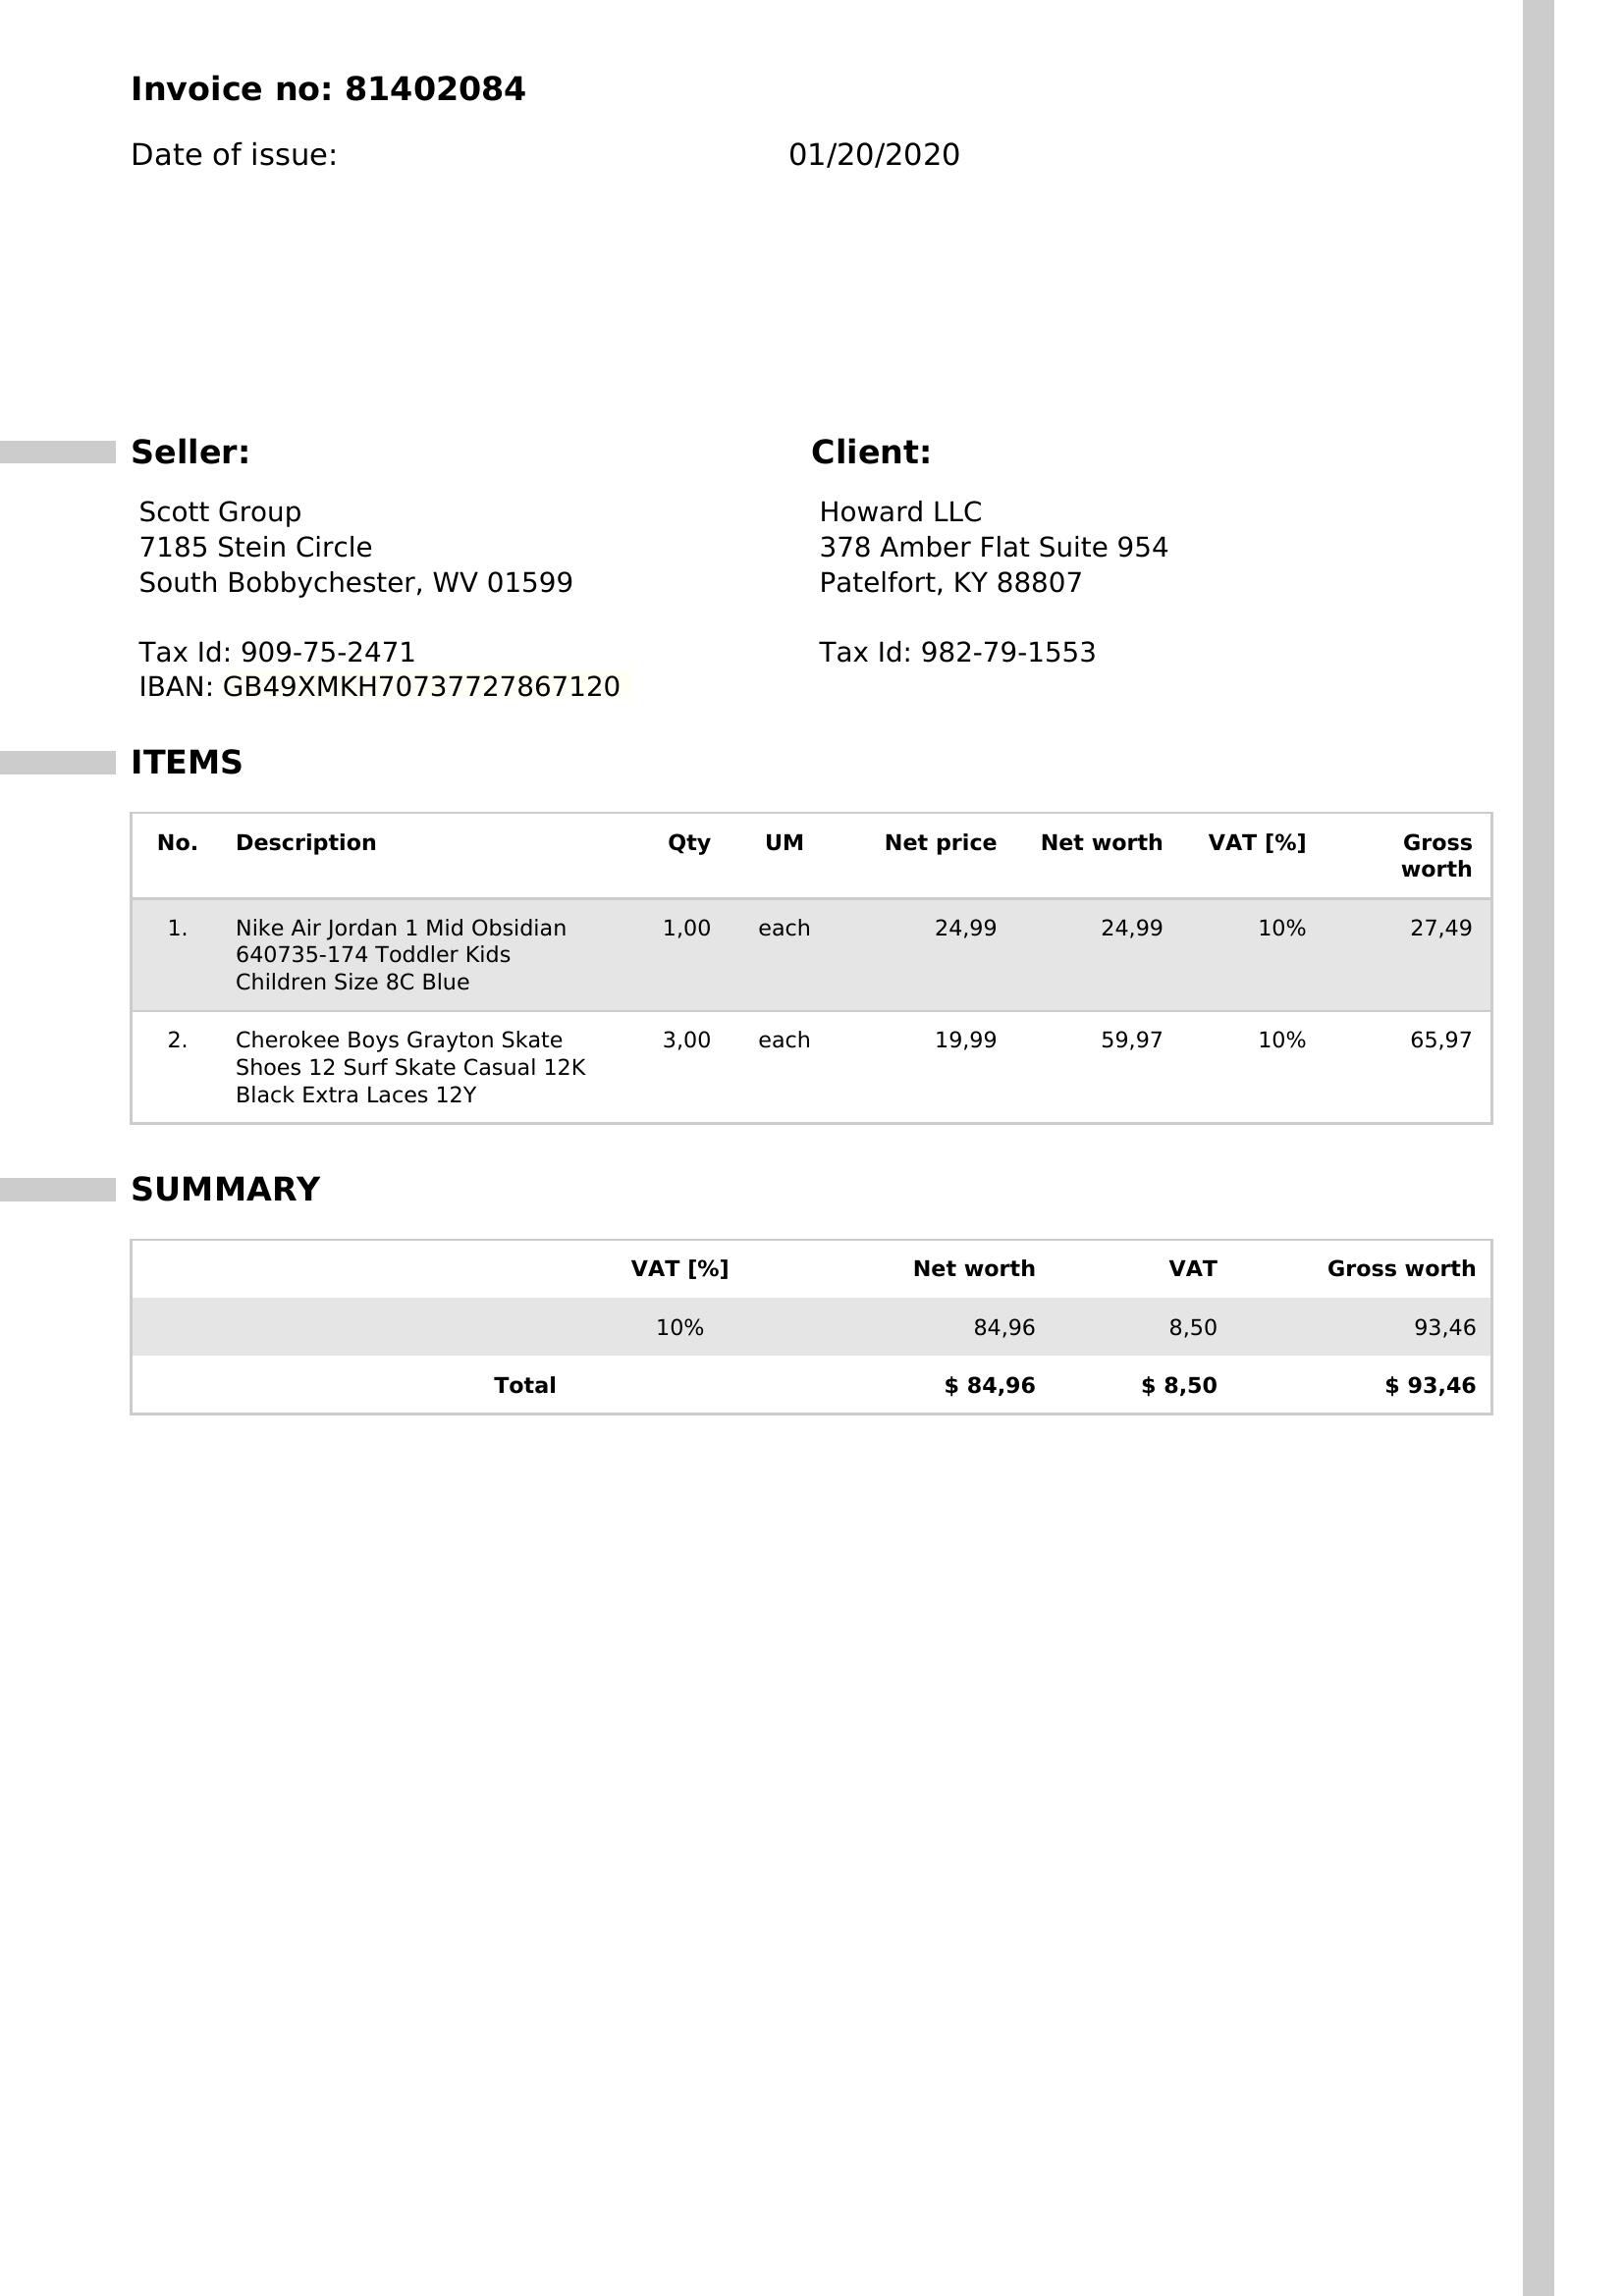 Invoice no: 81402084
Date of issue: 01/20/2020
Seller:
Scott Group
7185 Stein Circle
South Bobbychester, WV 01599
Tax Id: 909-75-2471
IBAN: GB49XMKH70737727867120
Client:
Howard LLC
378 Amber Flat Suite 954
Patelfort, KY 88807
Tax Id: 982-79-1553
ITEMS
No. Description Qty UM Net price Net worth VAT [%] Gross
worth
1. Nike Air Jordan 1 Mid Obsidian 1,00 each 24,99 24,99 10% 27,49
640735-174 Toddler Kids
Children Size 8C Blue
2. Cherokee Boys Grayton Skate 3,00 each 19,99 59,97 10% 65,97
Shoes 12 Surf Skate Casual 12K
Black Extra Laces 12Y
SUMMARY
VAT [%] Net worth VAT Gross worth
10% 84,96 8,50 93,46
Total $ 84,96 $ 8,50 $ 93,46